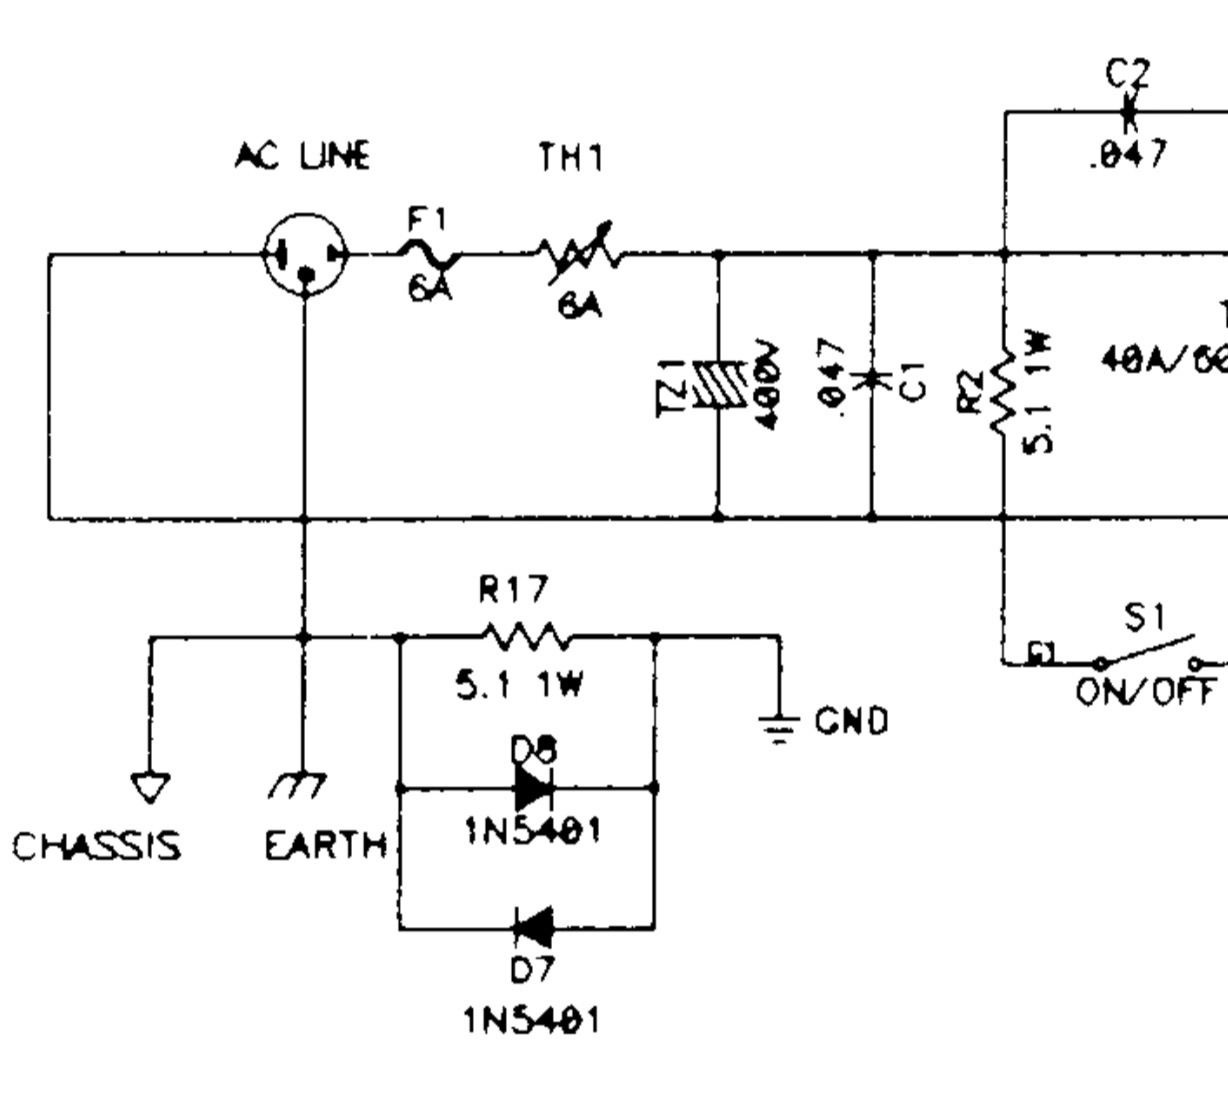 C2
.047
AC LINE
TH1
F1
6A
6A
TZ1
400V
.047
C1
R2
5.1 1W
40A/60
R17
5.1 1W
S1
ON/OFF
GND
D8
1N5401
CHASSIS
EARTH
D7
1N5401